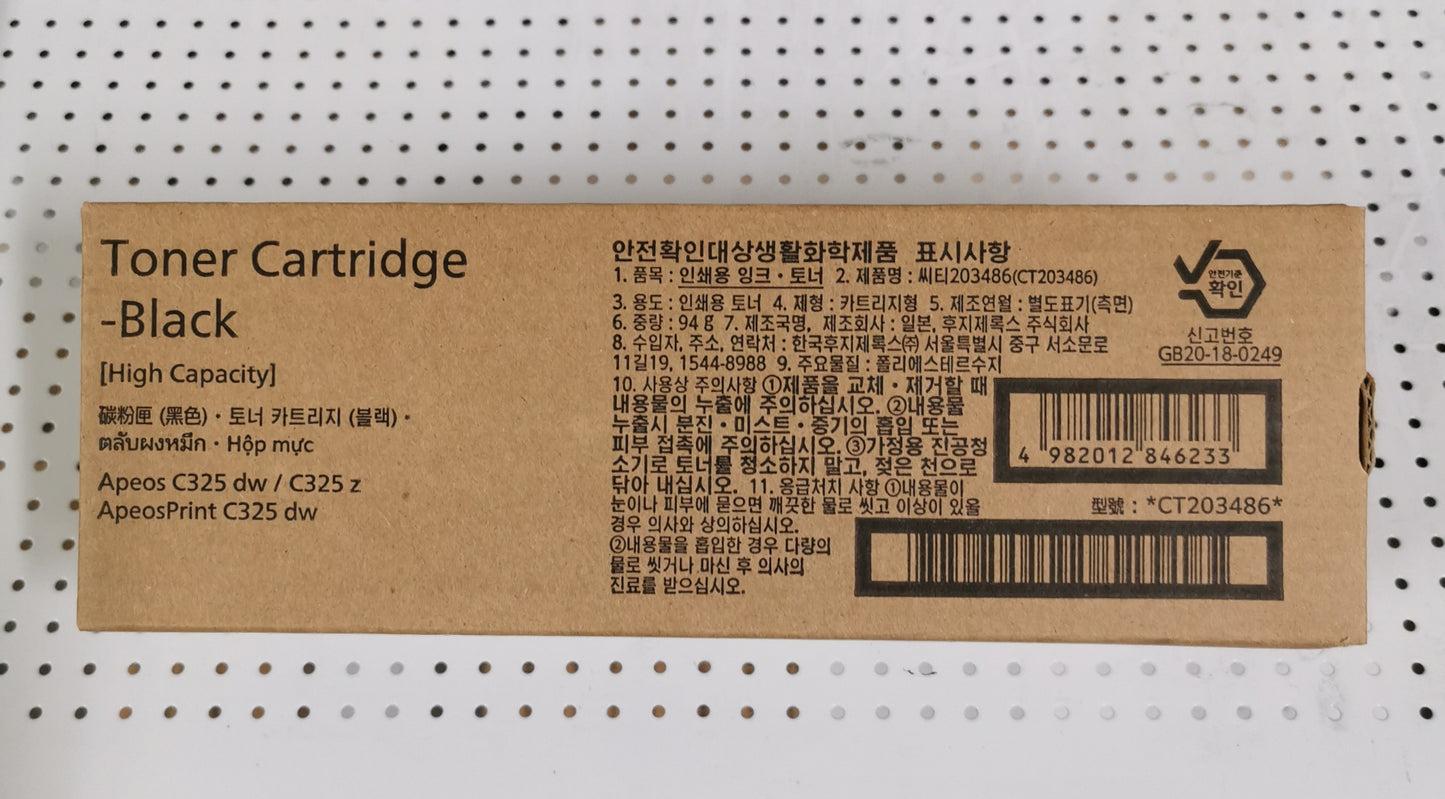 Toner Cartridge
-Black
[High Capacity]
碳粉匣 (黑色)・토너 카트리지 (블랙)・
ตลับผงหมึก・Hộp mực
Apeos C325 dw / C325 z
ApeosPrint C325 dw
안전확인대상생활화학제품 표시사항
1. 품목 : 인쇄용 잉크・토너 2. 제품명 : 씨티203486(CT203486)
3. 용도 : 인쇄용 토너 4. 제형 : 카트리지형 5. 제조연월 : 별도표기(측면)
6. 중량 : 94 g 7. 제조국명, 제조회사 : 일본, 후지제록스 주식회사
8. 수입자, 주소, 연락처 : 한국후지제록스㈜ 서울특별시 중구 서소문로
11길19, 1544-8988 9. 주요물질 : 폴리에스테르수지
10. 사용상 주의사항 ①제품을 교체・제거할 때
내용물의 누출에 주의하십시오. ②내용물
누출시 분진・미스트・증기의 흡입 또는
피부 접촉에 주의하십시오. ③가정용 진공청
소기로 토너를 청소하지 말고, 젖은 천으로
닦아 내십시오. 11. 응급처치 사항 ①내용물이
눈이나 피부에 묻으면 깨끗한 물로 씻고 이상이 있을
경우 의사와 상의하십시오.
②내용물을 흡입한 경우 다량의
물로 씻거나 마신 후 의사의
진료를 받으십시오.
안전기준
확인
신고번호
GB20-18-0249
4 982012 846233
型號 : *CT203486*